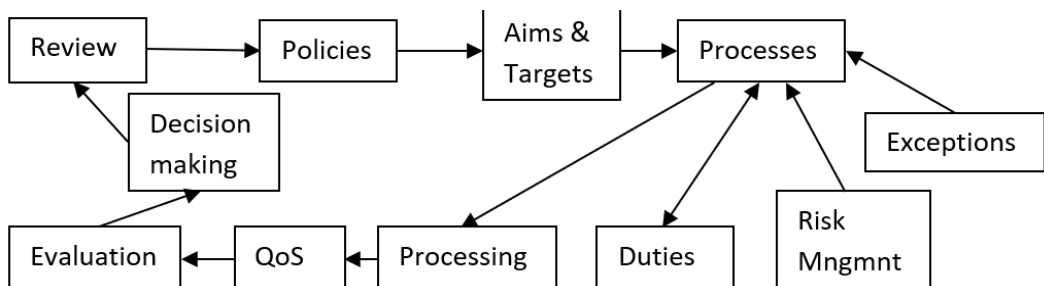 Review
Policies
Aims &
Targets
Processes
Decision
making
Exceptions
Evaluation
QoS
Processing
Duties
Risk
Mngmnt